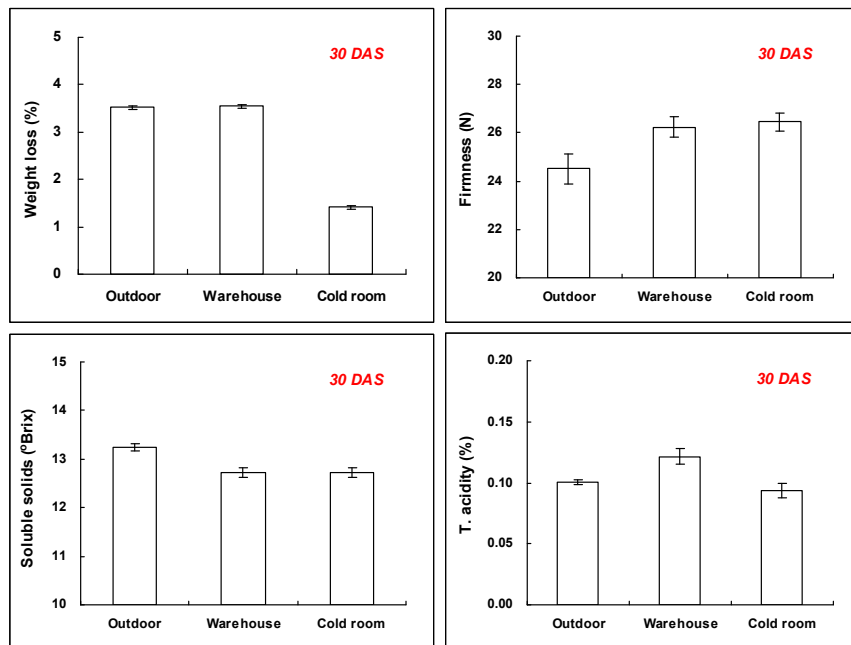 Weight loss (%)
5
4
3
2
1
0
30 DAS
Outdoor Warehouse Cold room
Firmness (N)
30
28
26
24
22
20
30 DAS
Outdoor Warehouse Cold room
Soluble solids (ºBrix)
15
14
13
12
11
10
30 DAS
Outdoor Warehouse Cold room
T. acidity (%)
0.20
0.15
0.10
0.05
0.00
30 DAS
Outdoor Warehouse Cold room